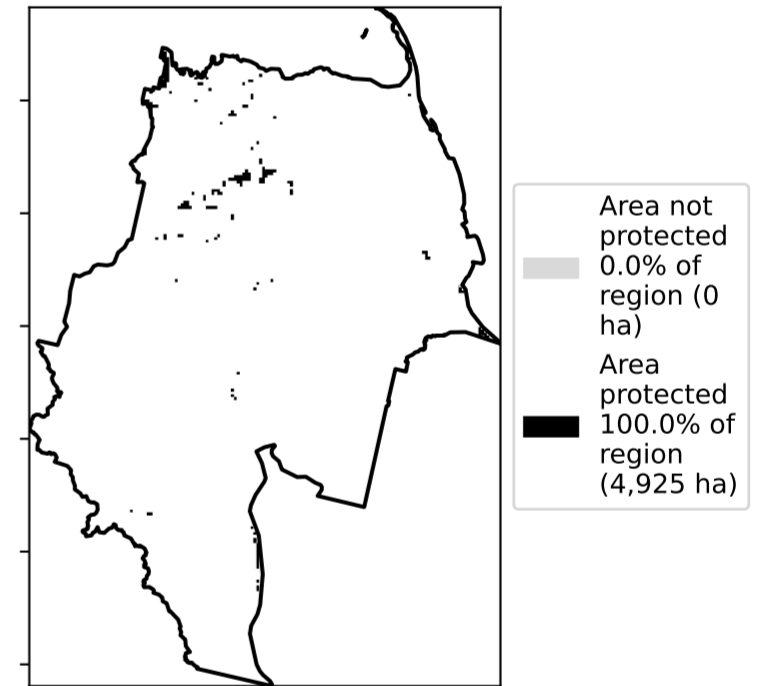 Area not
protected
0.0% of
region (0
ha)
Area
protected
100.0% of
region
(4,925 ha)